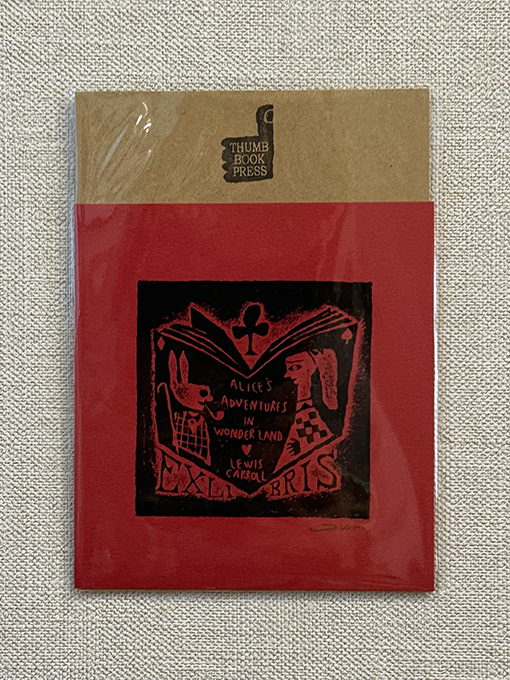 THUMB
BOOK
PRESS
ALICE'S
ADVENTURES
IN
WONDER LAND
LEWIS
CARROLL
EX LIBRIS